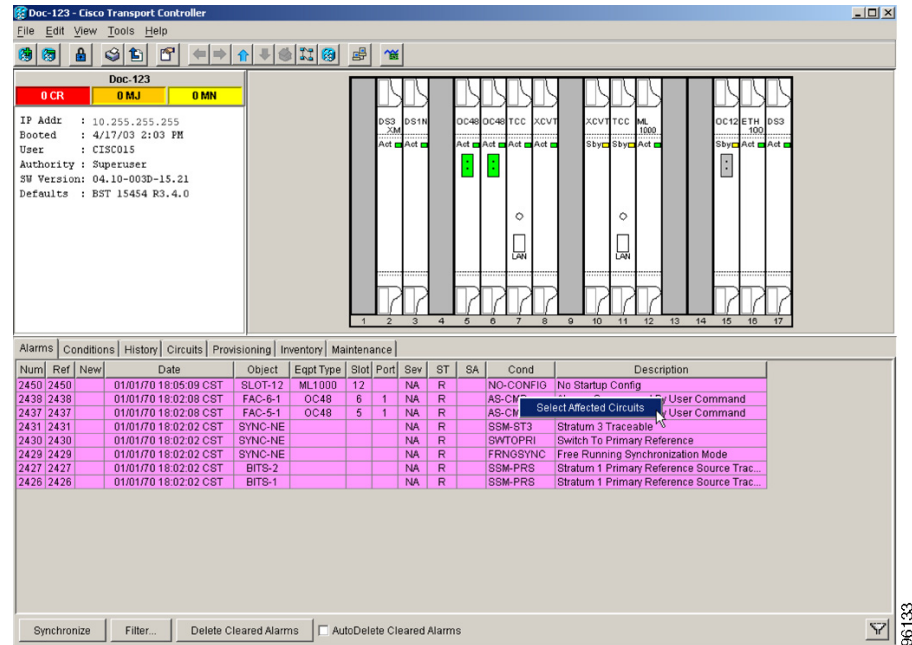 Doc-123 - Cisco Transport Controller
File Edit View Tools Help
Doc-123
0 CR 0 MJ 0 MN
IP Addr : 10.255.255.255
Booted : 4/17/03 2:03 PM
User : CISCO15
Authority : Superuser
SW Version: 04.10-003D-15.21
Defaults : BST 15454 R3.4.0
DS3 XM DS1N OC48 OC48 TCC XCVT XCVT TCC ML 1000 OC12 ETH 100 DS3
Act Act Act Act Act Act Sby Sby Act Sby Act Act
LAN LAN
1 2 3 4 5 6 7 8 9 10 11 12 13 14 15 16 17
Alarms Conditions History Circuits Provisioning Inventory Maintenance
Num Ref New Date Object Eqpt Type Slot Port Sev ST SA Cond Description
2450 2450 01/01/70 18:05:09 CST SLOT-12 ML1000 12 NA R NO-CONFIG No Startup Config
2438 2438 01/01/70 18:02:08 CST FAC-6-1 OC48 6 1 NA R User Command
2437 2437 01/01/70 18:02:08 CST FAC-5-1 OC48 5 1 NA R User Command
Select Affected Circuits
2431 2431 01/01/70 18:02:02 CST SYNC-NE NA R SSM-ST3 Stratum 3 Traceable
2430 2430 01/01/70 18:02:02 CST SYNC-NE NA R SWTOPRI Switch To Primary Reference
2429 2429 01/01/70 18:02:02 CST SYNC-NE NA R FRNGSYNC Free Running Synchronization Mode
2427 2427 01/01/70 18:02:02 CST BITS-2 NA R SSM-PRS Stratum 1 Primary Reference Source Trac...
2426 2426 01/01/70 18:02:02 CST BITS-1 NA R SSM-PRS Stratum 1 Primary Reference Source Trac...
Synchronize Filter... Delete Cleared Alarms AutoDelete Cleared Alarms
96133